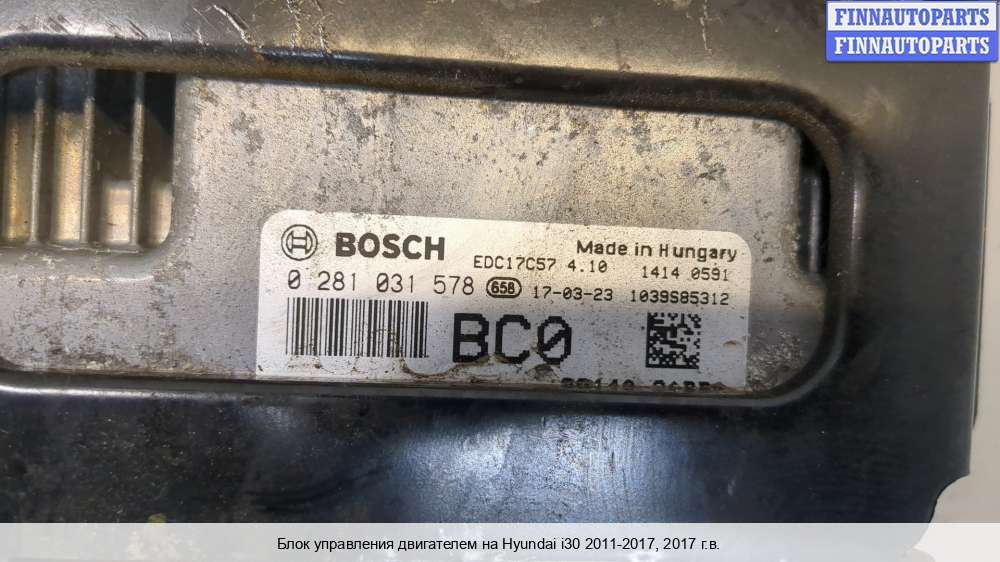 FINNAUTOPARTS
FINNAUTOPARTS
BOSCH
Made in Hungary
EDC17C57 4.10
1414 0591
0 281 031 578 658 17-03-23 1039S85312
BC0
Блок управления двигателем на Hyundai i30 2011-2017, 2017 г.в.